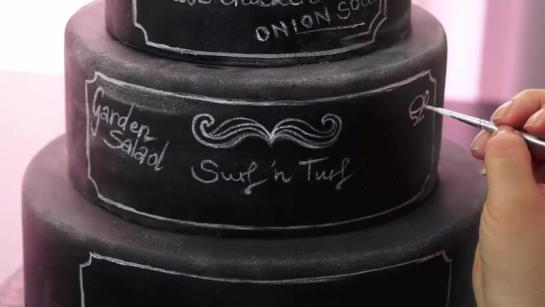 ONION SOUP
Garden
Salad
Surf 'n Turf